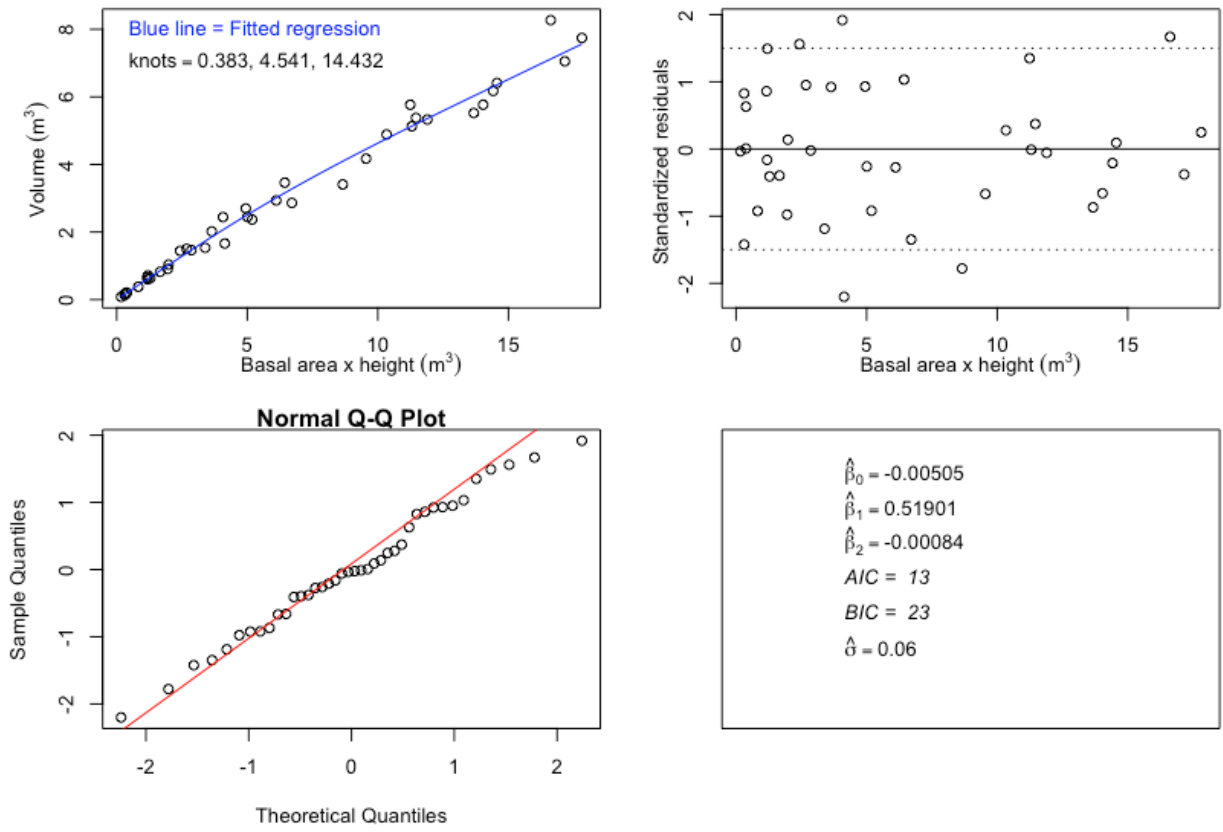 Blue line = Fitted regression
knots = 0.383, 4.541, 14.432
Volume (m³)
0 2 4 6 8
0 5 10 15
Basal area x height (m³)
Standardized residuals
-2 -1 0 1 2
0 5 10 15
Basal area x height (m³)
Normal Q-Q Plot
Sample Quantiles
-2 -1 0 1 2
-2 -1 0 1 2
Theoretical Quantiles
β̂₀ = -0.00505
β̂₁ = 0.51901
β̂₂ = -0.00084
AIC = 13
BIC = 23
σ̂ = 0.06